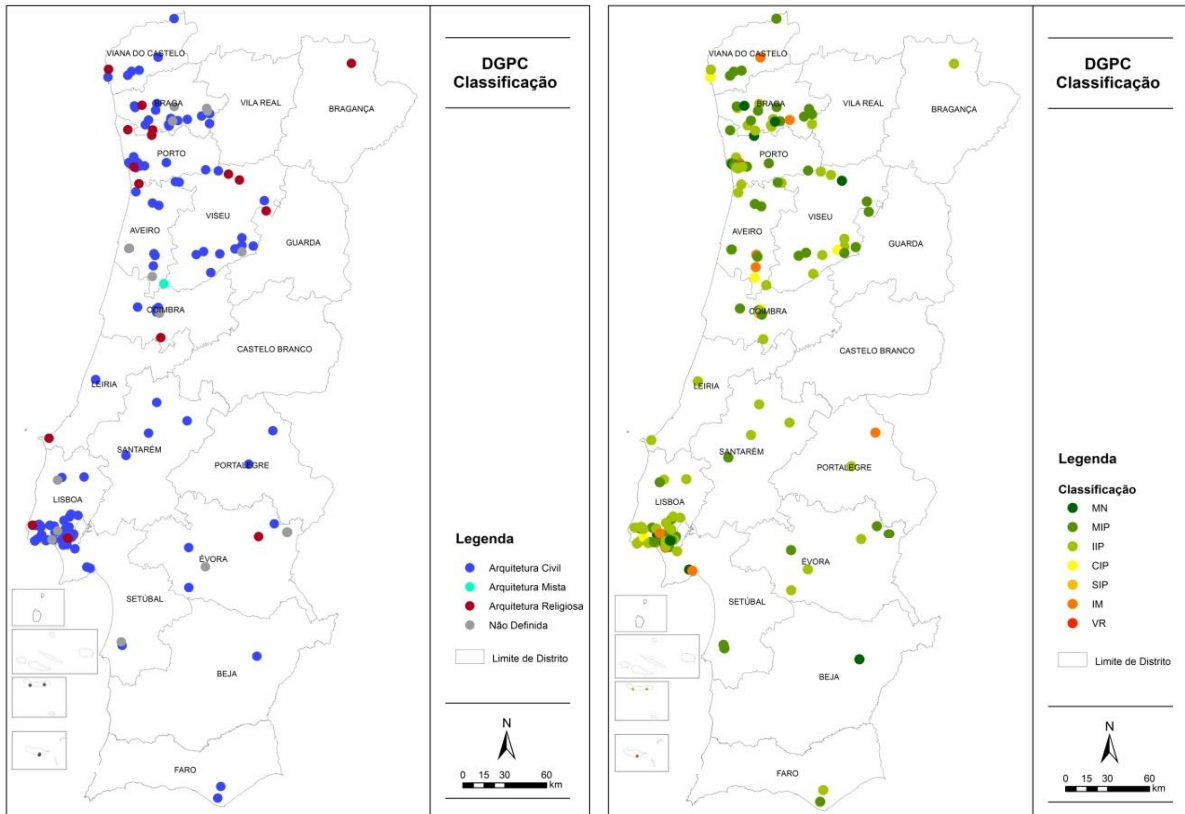 DGPC
Classificação
VIANA DO CASTELO
BRAGA
VILA REAL
BRAGANÇA
PORTO
VISEU
AVEIRO
GUARDA
COIMBRA
CASTELO BRANCO
LEIRIA
SANTARÉM
PORTALEGRE
LISBOA
ÉVORA
SETÚBAL
BEJA
FARO
Legenda
Arquitetura Civil
Arquitetura Mista
Arquitetura Religiosa
Não Definida
Limite de Distrito
N
0 15 30 60
km
DGPC
Classificação
VIANA DO CASTELO
BRAGA
VILA REAL
BRAGANÇA
PORTO
VISEU
AVEIRO
GUARDA
COIMBRA
CASTELO BRANCO
LEIRIA
SANTARÉM
PORTALEGRE
LISBOA
ÉVORA
SETÚBAL
BEJA
FARO
Legenda
Classificação
MN
MIP
IIP
CIP
SIP
IM
VR
Limite de Distrito
N
0 15 30 60
km